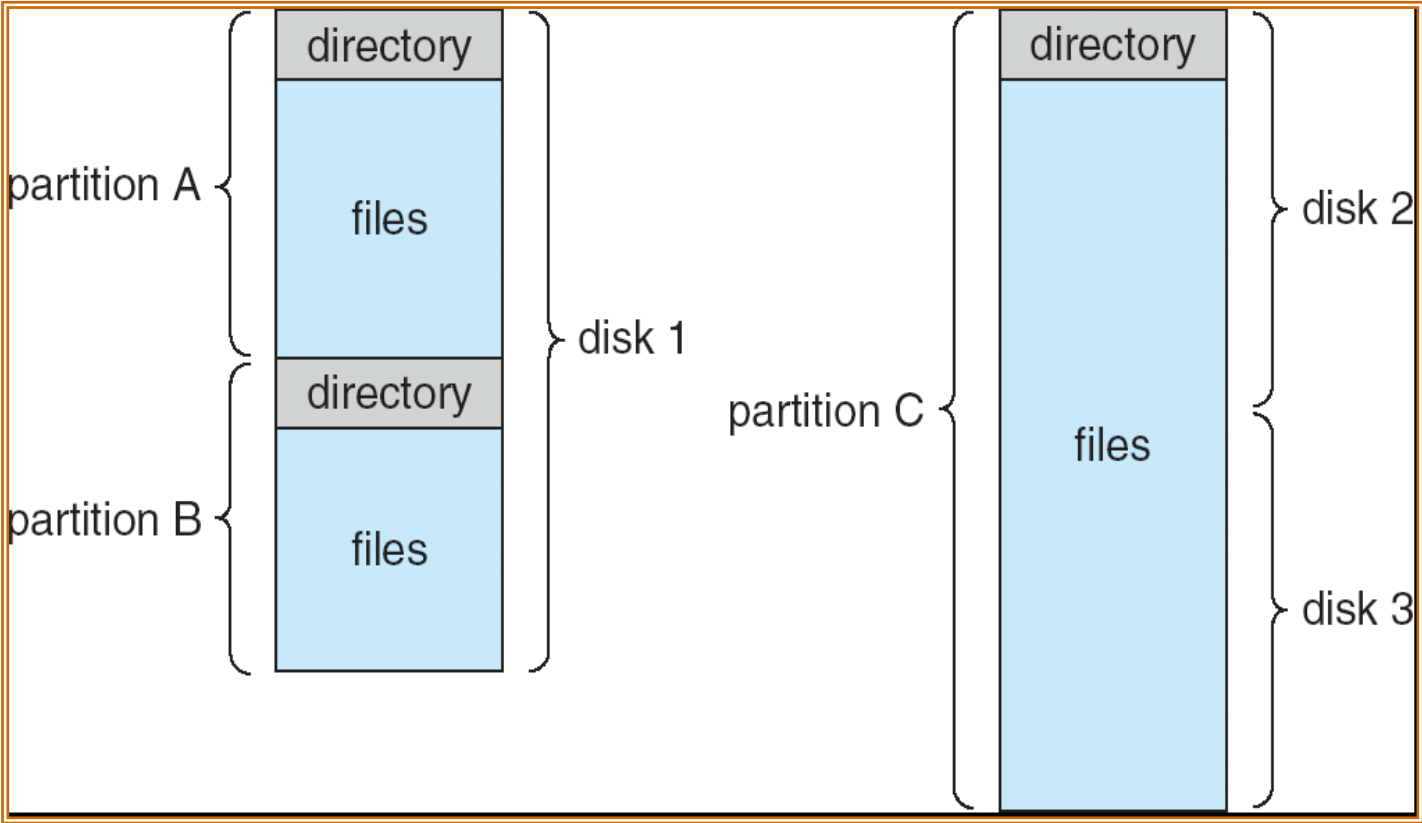 directory
partition A
files
disk 1
directory
partition B
files
directory
disk 2
partition C
files
disk 3